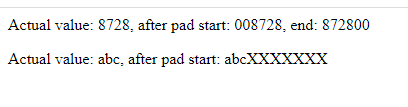 Actual value: 8728, after pad start: 008728, end: 872800
Actual value: abc, after pad start: abcXXXXXXX